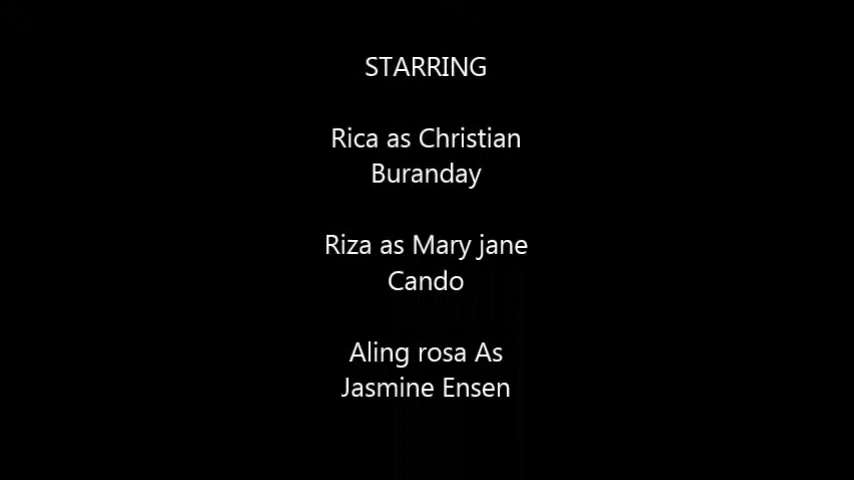 STARRING
Rica as Christian
Buranday
Riza as Mary jane
Cando
Aling rosa As
Jasmine Ensen